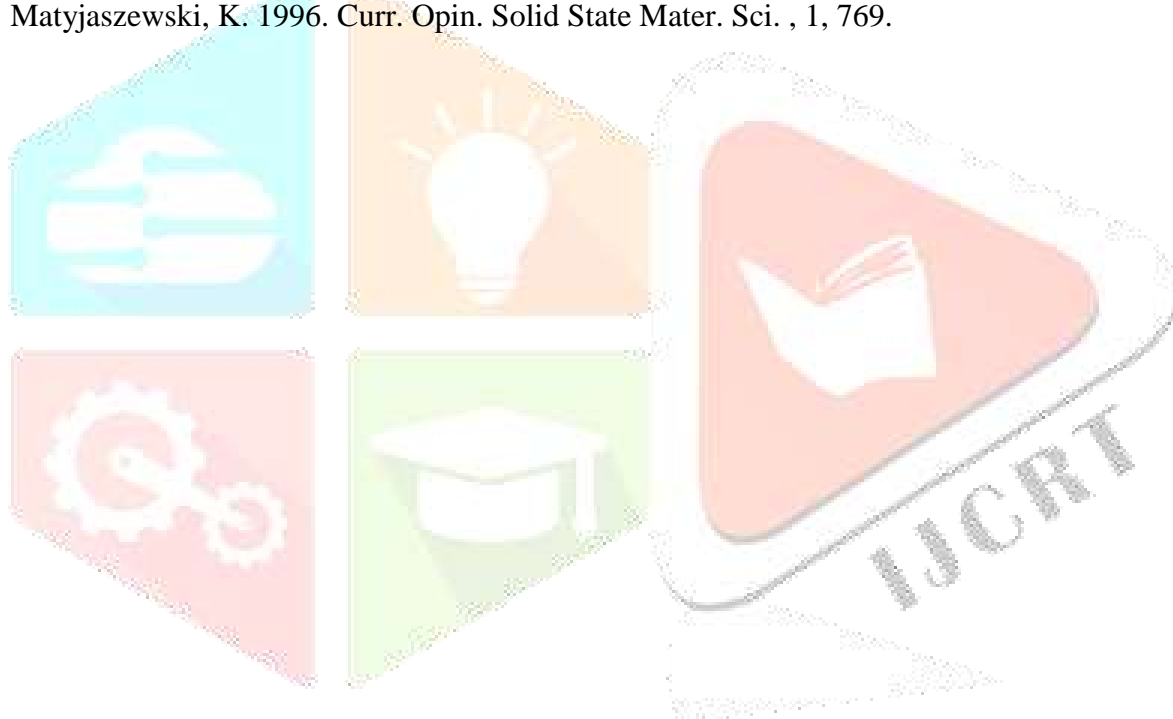 Matyjaszewski, K. 1996. Curr. Opin. Solid State Mater. Sci. , 1, 769.
IJCRT